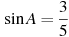 sin A = 3/5